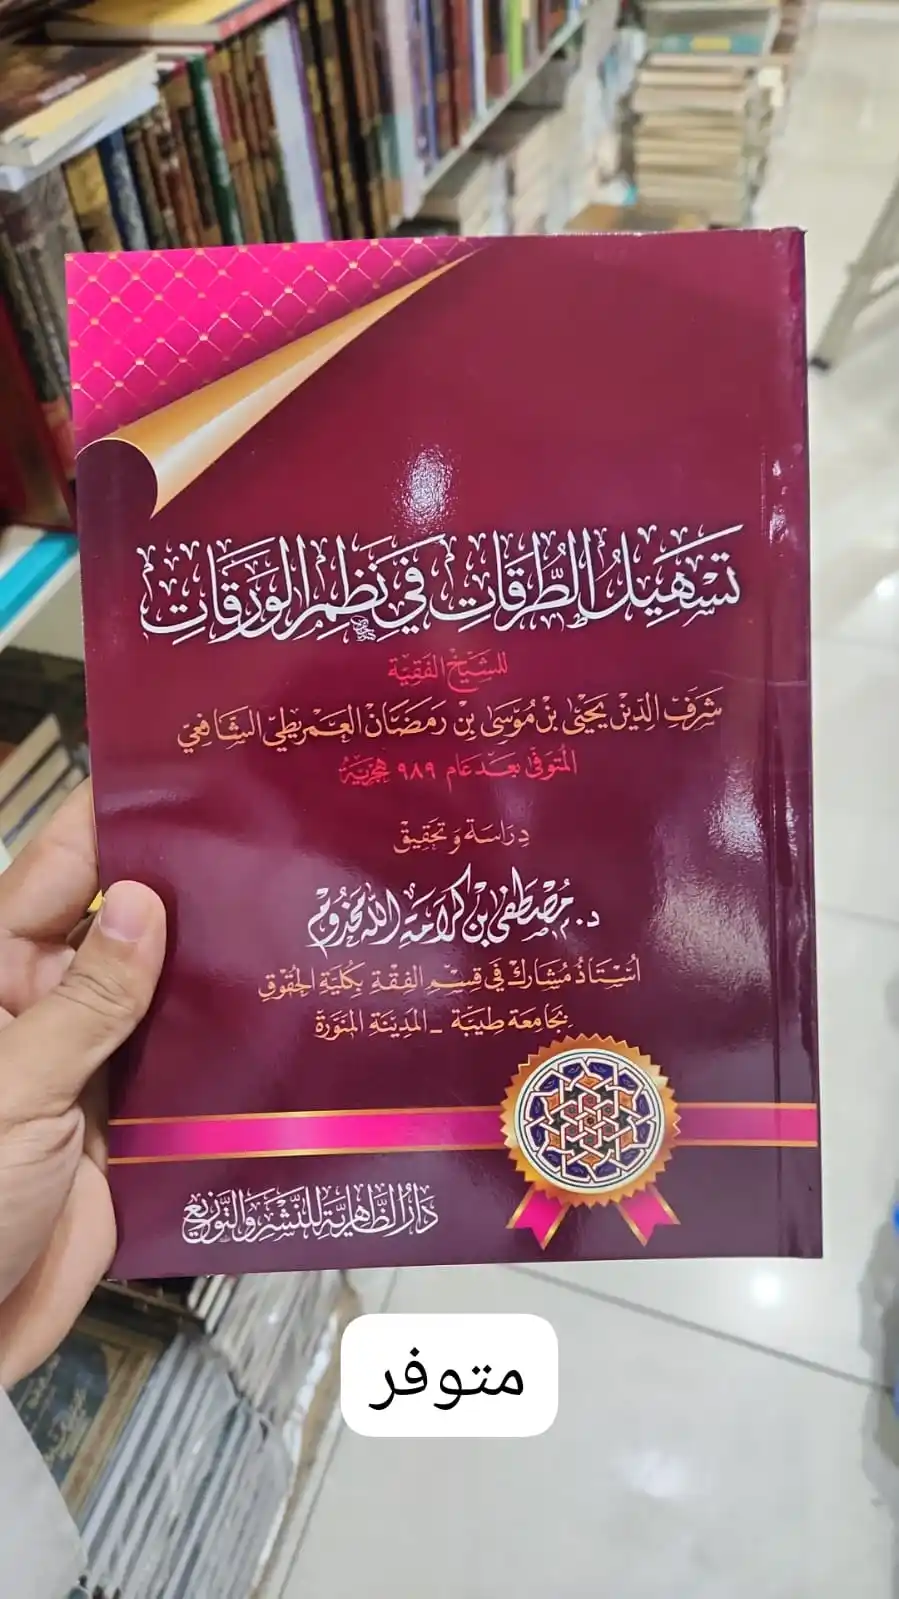 تسهيل الطرقات في نظم الورقات
للشيخ الفقيه
شرف الدين يحيى بن موسى بن رمضان العمريطي الشافعي
المتوفى بعد عام ٩٨٩ هجرية
دراسة وتحقيق
د. مصطفى بن كرامة الله مخدوم
أستاذ مشارك في قسم الفقه بكلية الحقوق
بجامعة طيبة - المدينة المنورة
دار الظاهرية للنشر والتوزيع
متوفر